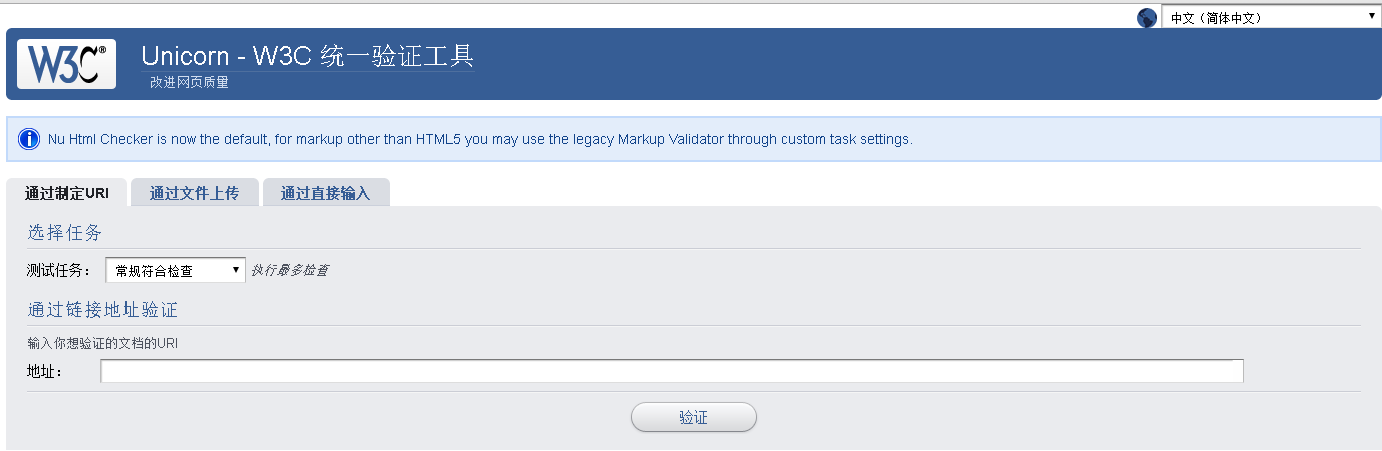 中文（简体中文）
W3C®
Unicorn - W3C 统一验证工具
改进网页质量
Nu Html Checker is now the default, for markup other than HTML5 you may use the legacy Markup Validator through custom task settings.
通过制定URI 通过文件上传 通过直接输入
选择任务
测试任务： 常规符合检查 执行最多检查
通过链接地址验证
输入你想验证的文档的URI
地址：
验证